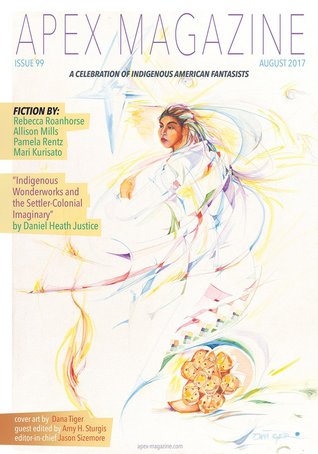 APEX MAGAZINE
ISSUE 99
AUGUST 2017
A CELEBRATION OF INDIGENOUS AMERICAN FANTASISTS
FICTION BY:
Rebecca Roanhorse
Allison Mills
Pamela Rentz
Mari Kurisato
"Indigenous
Wonderworks and
the Settler-Colonial
Imaginary"
by Daniel Heath Justice
cover art by Dana Tiger
guest edited by Amy H. Sturgis
editor-in-chief Jason Sizemore
apex-magazine.com